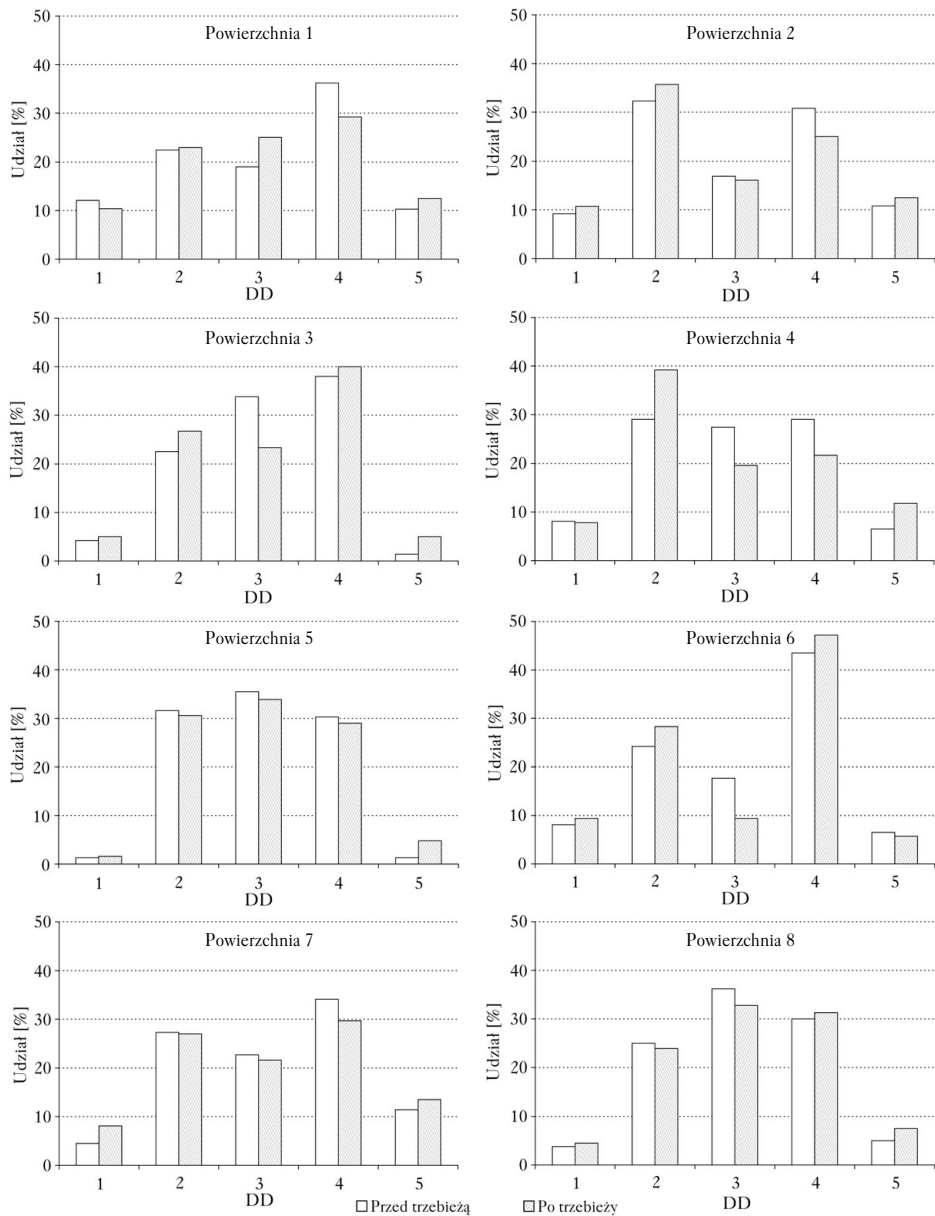 Powierzchnia 1
Udział [%]
50
40
30
20
10
0
1 2 3 4 5
DD
Powierzchnia 2
Udział [%]
50
40
30
20
10
0
1 2 3 4 5
DD
Powierzchnia 3
Udział [%]
50
40
30
20
10
0
1 2 3 4 5
DD
Powierzchnia 4
Udział [%]
50
40
30
20
10
0
1 2 3 4 5
DD
Powierzchnia 5
Udział [%]
50
40
30
20
10
0
1 2 3 4 5
DD
Powierzchnia 6
Udział [%]
50
40
30
20
10
0
1 2 3 4 5
DD
Powierzchnia 7
Udział [%]
50
40
30
20
10
0
1 2 3 4 5
DD
Powierzchnia 8
Udział [%]
50
40
30
20
10
0
1 2 3 4 5
DD
Przed trzebieżą
Po trzebieży